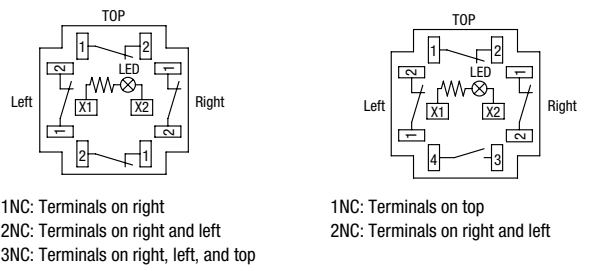 TOP
1 2
LED
2 1
Left
X1 X2
Right
1 2
2 1
1NC: Terminals on right
2NC: Terminals on right and left
3NC: Terminals on right, left, and top
TOP
1 2
LED
2 1
Left
X1 X2
Right
1 2
4 3
1NC: Terminals on top
2NC: Terminals on right and left